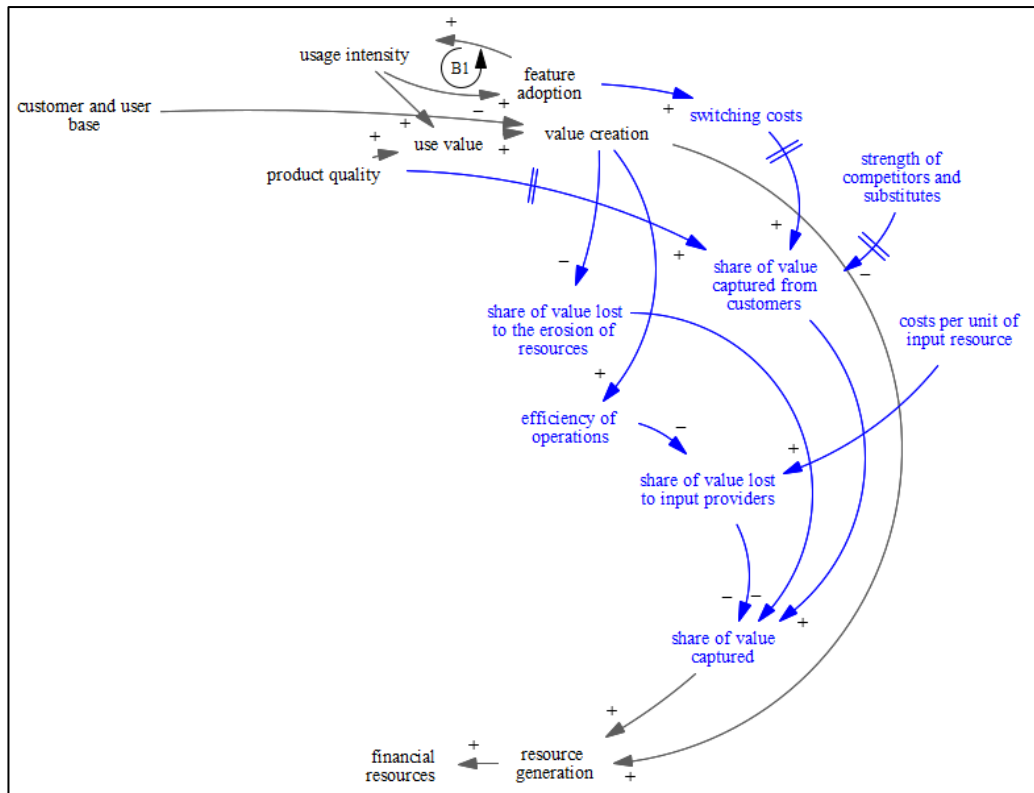 +
usage intensity
B1
feature
adoption
customer and user
base
+
−
+
switching costs
+
use value
+
+
value creation
product quality
strength of
competitors and
substitutes
+
−
+
share of value
captured from
customers
−
share of value lost
to the erosion of
resources
costs per unit of
input resource
+
efficiency of
operations
−
+
share of value lost
to input providers
−
−
+
share of value
captured
+
+
financial
resources
resource
generation
+